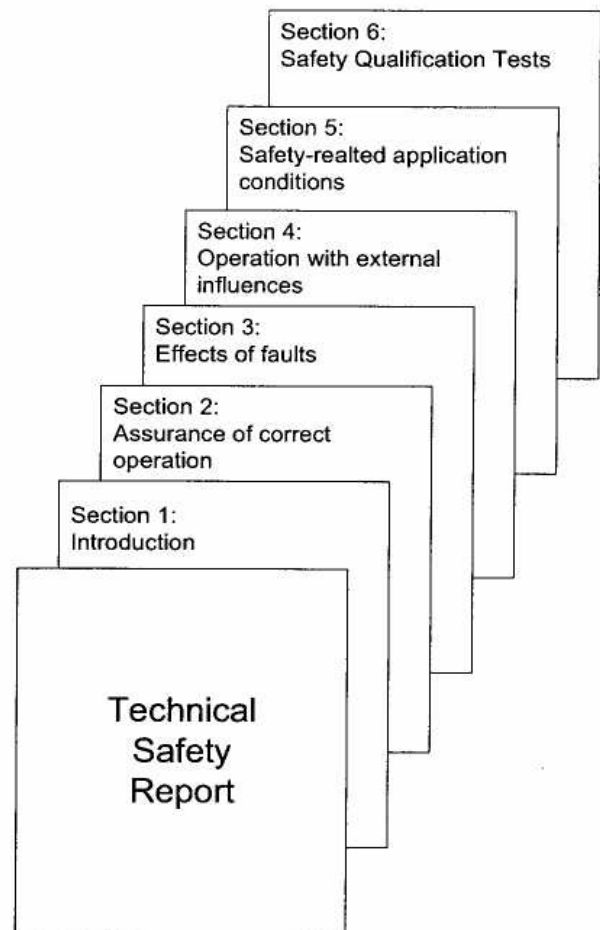 Section 6:
Safety Qualification Tests
Section 5:
Safety-realted application
conditions
Section 4:
Operation with external
influences
Section 3:
Effects of faults
Section 2:
Assurance of correct
operation
Section 1:
Introduction
Technical
Safety
Report